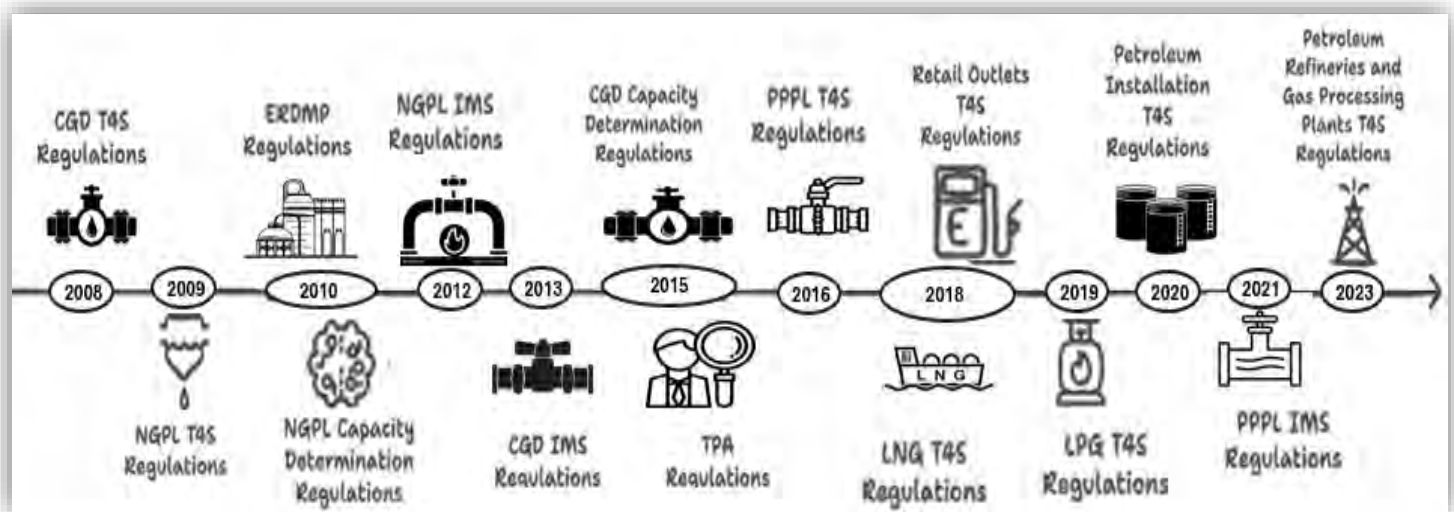 CGD T4S
Regulations
ERDMP
Regulations
NGPL IMS
Regulations
CGD Capacity
Determination
Regulations
PPPL T4S
Regulations
Retail Outlets
T4S
Regulations
E
Petroleum
Installation
T4S
Regulations
Petroleum
Refineries and
Gas Processing
Plants T4S
Regulations
2008
2009
2010
2012
2013
2015
2016
2018
2019
2020
2021
2023
NGPL T4S
Regulations
NGPL Capacity
Determination
Regulations
CGD IMS
Regulations
TPA
Regulations
LNG
LNG T4S
Regulations
LPG T4S
Regulations
PPPL IMS
Regulations